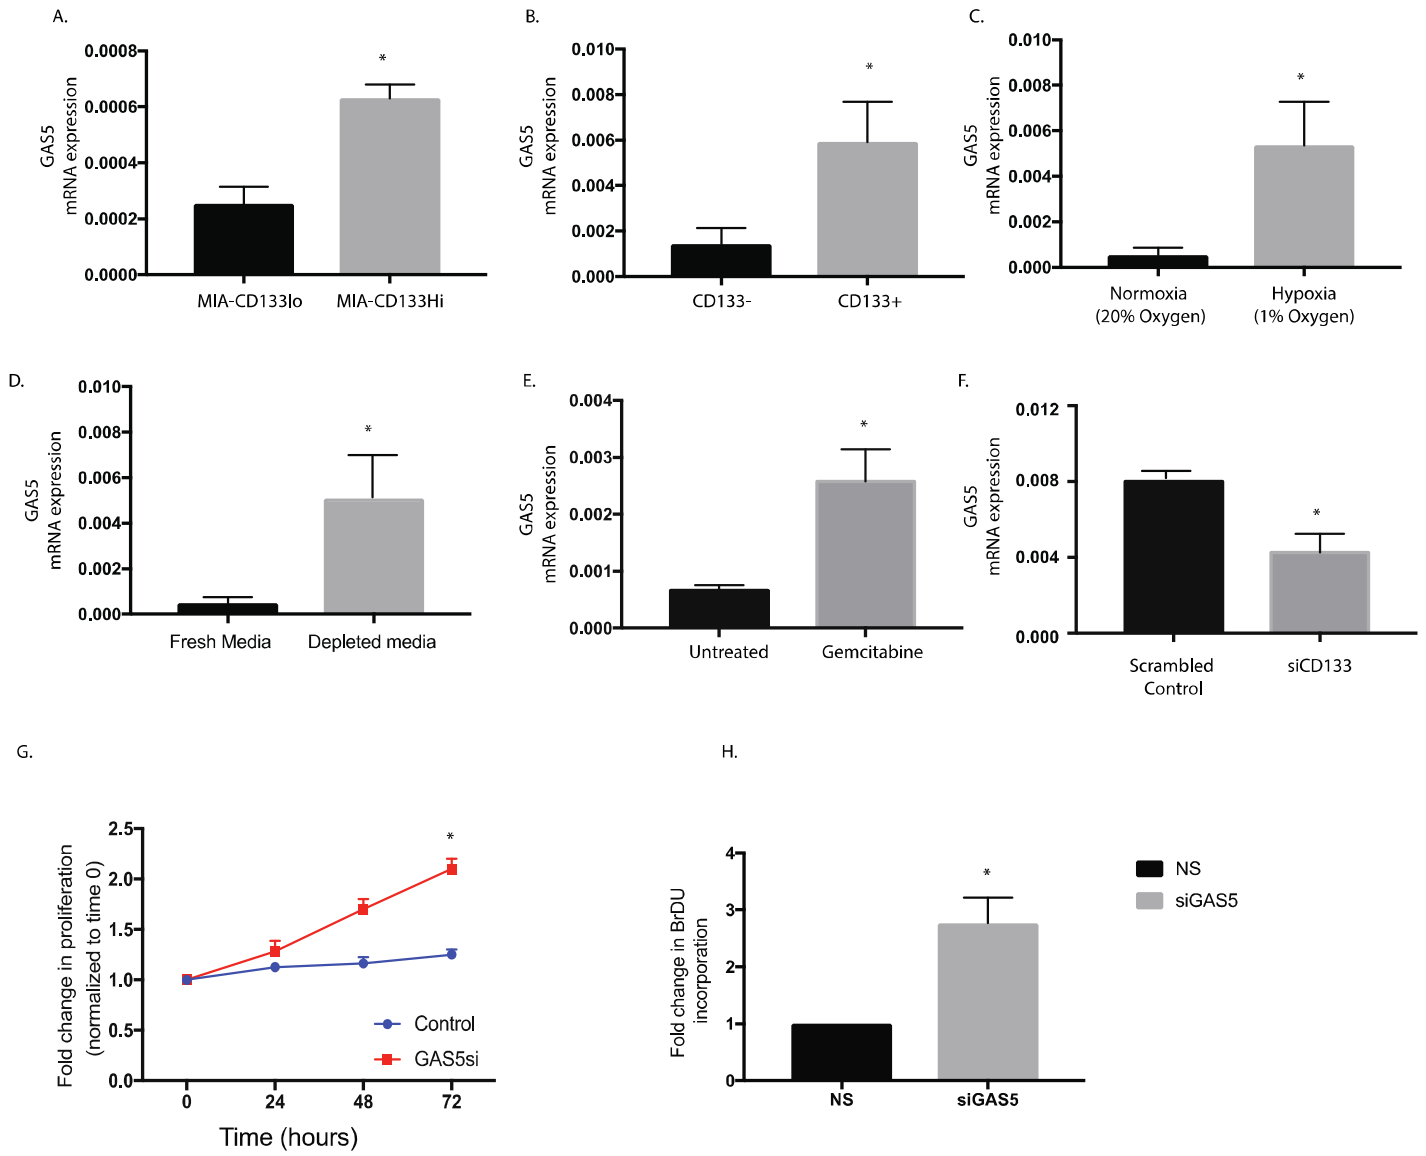 A.
GAS5
mRNA expression
0.0008
0.0006
0.0004
0.0002
0.0000
*
MIA-CD133lo
MIA-CD133Hi
B.
GAS5
mRNA expression
0.010
0.008
0.006
0.004
0.002
0.000
*
CD133-
CD133+
C.
GAS5
mRNA expression
0.010
0.008
0.006
0.004
0.002
0.000
*
Normoxia
(20% Oxygen)
Hypoxia
(1% Oxygen)
D.
GAS5
mRNA expression
0.010
0.008
0.006
0.004
0.002
0.000
*
Fresh Media
Depleted media
E.
GAS5
mRNA expression
0.004
0.003
0.002
0.001
0.000
*
Untreated
Gemcitabine
F.
GAS5
mRNA expression
0.012
0.008
0.004
0.000
*
Scrambled
Control
siCD133
G.
Fold change in proliferation
(normalized to time 0)
2.5
2.0
1.5
1.0
0.5
0.0
*
Control
GAS5si
0
24
48
72
Time (hours)
H.
Fold change in BrDU
incorporation
4
3
2
1
0
*
NS
siGAS5
NS
siGAS5